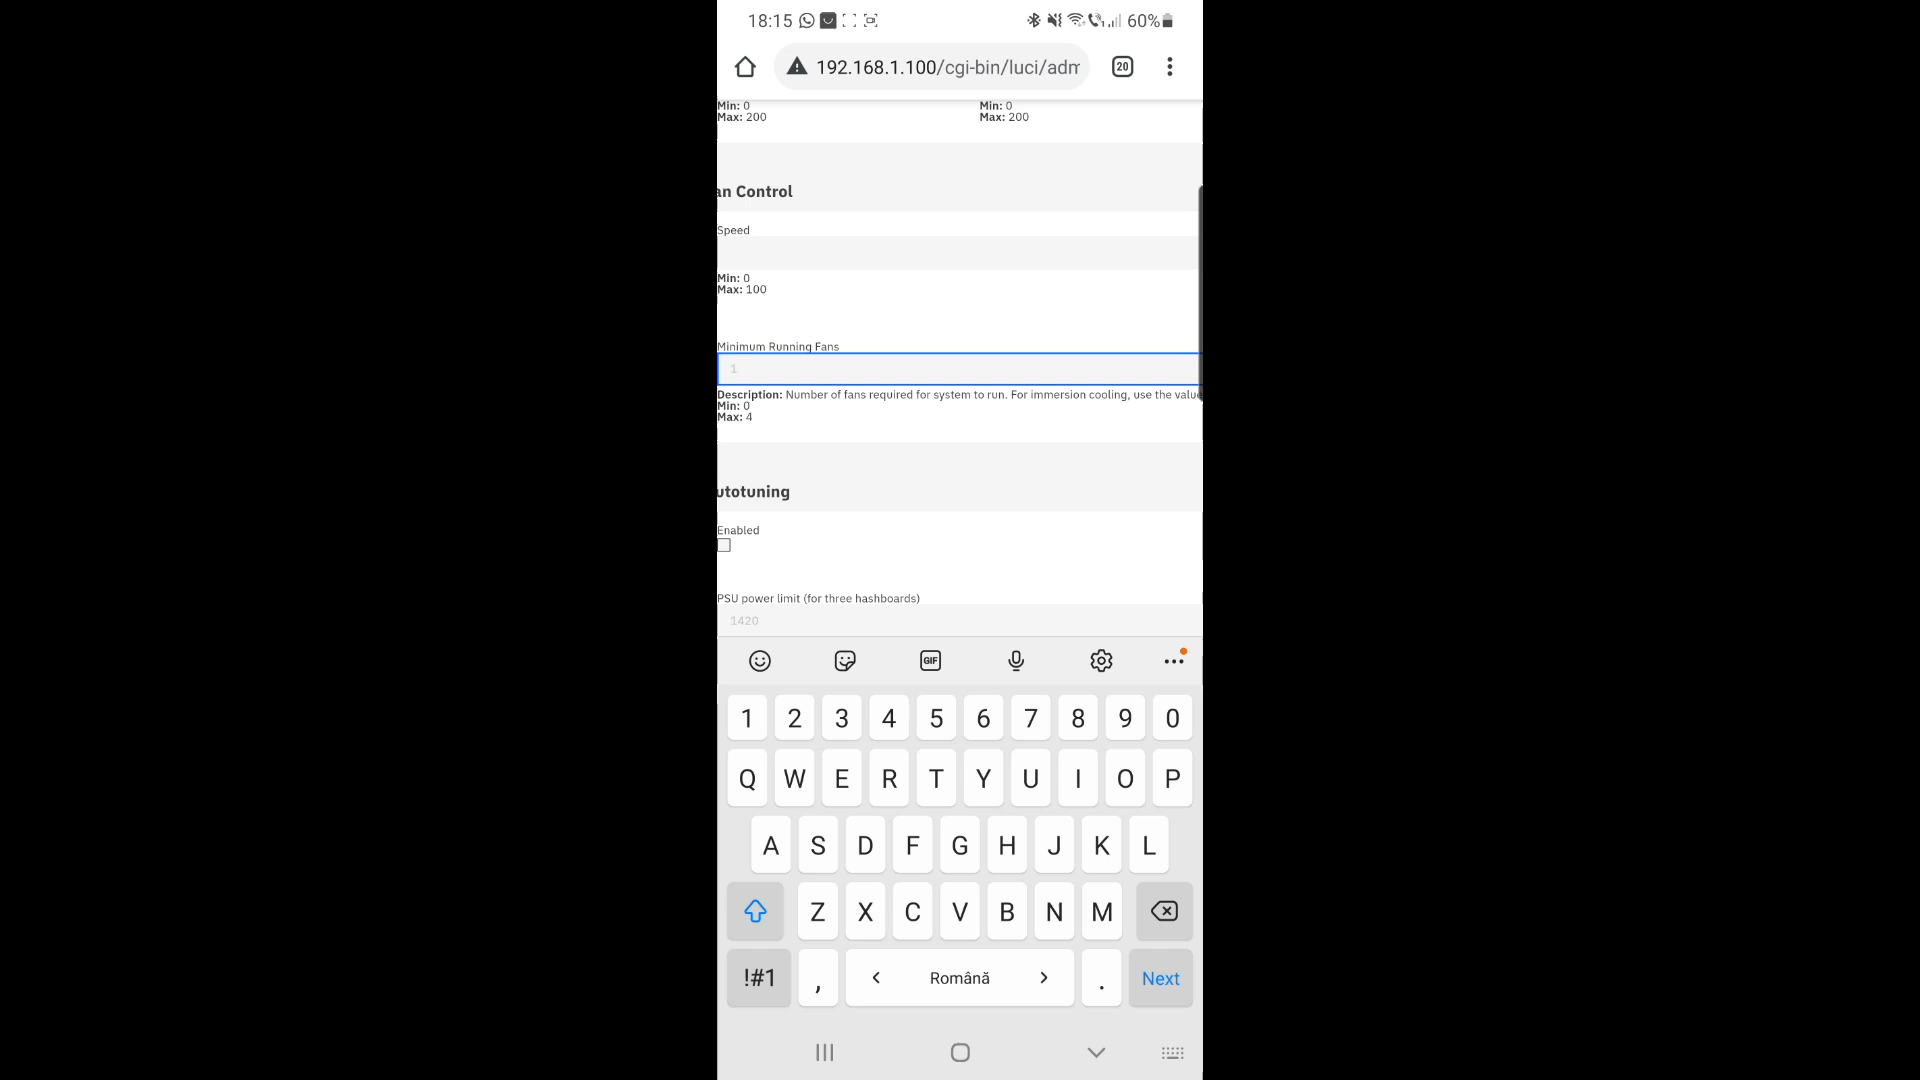 18:15 60%
192.168.1.100/cgi-bin/luci/adm 20
Min: 0 Min: 0
Max: 200 Max: 200
an Control
Speed
Min: 0
Max: 100
Minimum Running Fans
1
Description: Number of fans required for system to run. For immersion cooling, use the value
Min: 0
Max: 4
utotuning
Enabled
PSU power limit (for three hashboards)
1420
GIF
1 2 3 4 5 6 7 8 9 0
Q W E R T Y U I O P
A S D F G H J K L
Z X C V B N M
!#1 , < Română > . Next